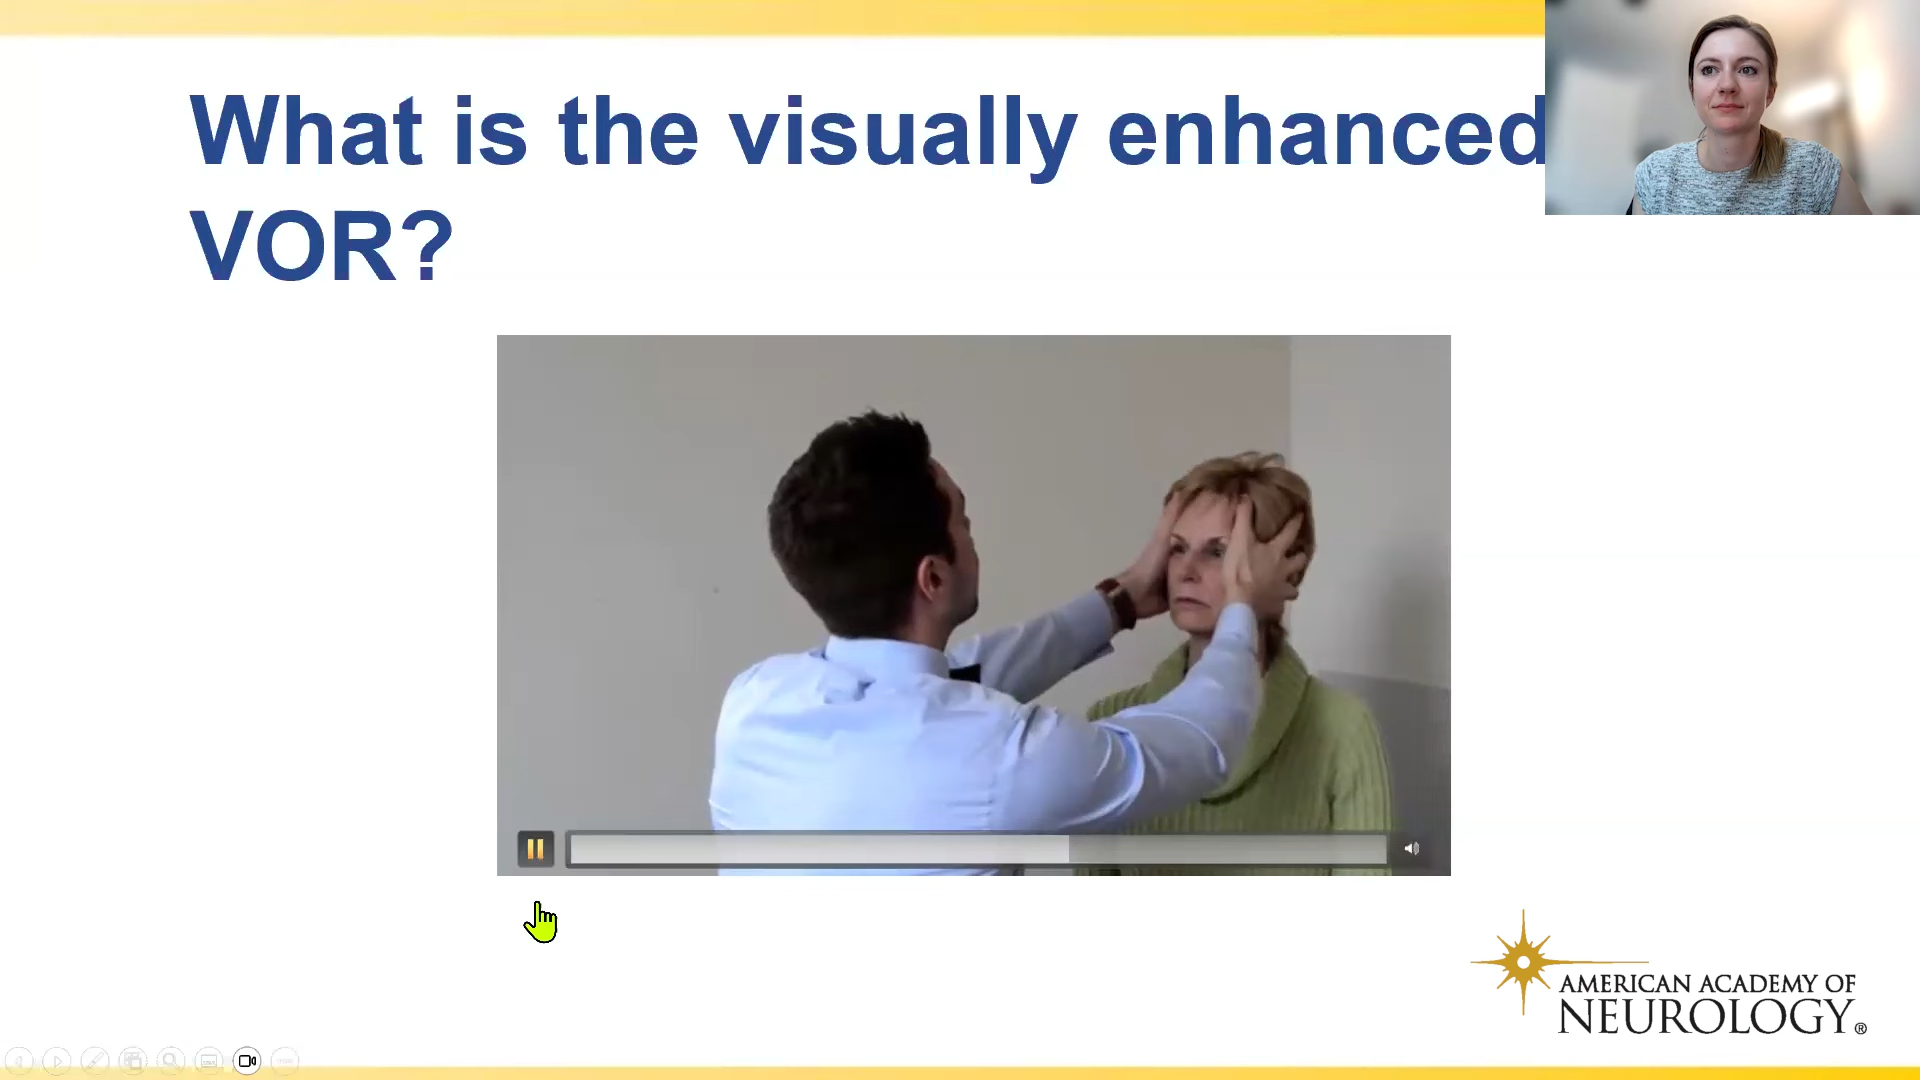 What is the visually enhanced
VOR?
AMERICAN ACADEMY OF
NEUROLOGY®